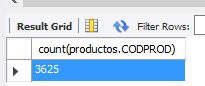 Result Grid Filter Rows:
count(productos.CODPROD)
3625